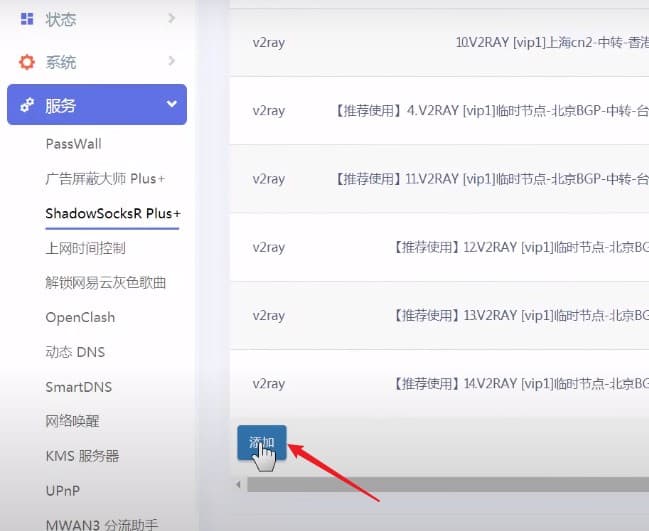 状态
系统
服务
PassWall
广告屏蔽大师 Plus+
ShadowSocksR Plus+
上网时间控制
解锁网易云灰色歌曲
OpenClash
动态 DNS
SmartDNS
网络唤醒
KMS 服务器
UPnP
MWAN3 分流助手
v2ray 10.V2RAY [vip1]上海cn2-中转-香港
v2ray 【推荐使用】4.V2RAY [vip1]临时节点-北京BGP-中转-台
v2ray 【推荐使用】11.V2RAY [vip1]临时节点-北京BGP-中转-台
v2ray 【推荐使用】12.V2RAY [vip1]临时节点-北京BG
v2ray 【推荐使用】13.V2RAY [vip1]临时节点-北京BG
v2ray 【推荐使用】14.V2RAY [vip1]临时节点-北京BG
添加